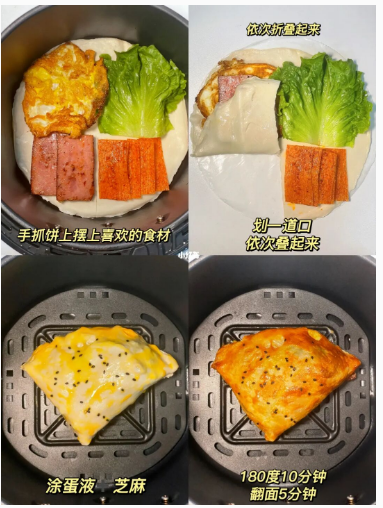 手抓饼上摆上喜欢的食材
依次折叠起来
划一道口
依次叠起来
涂蛋液 芝麻
180度10分钟
翻面5分钟